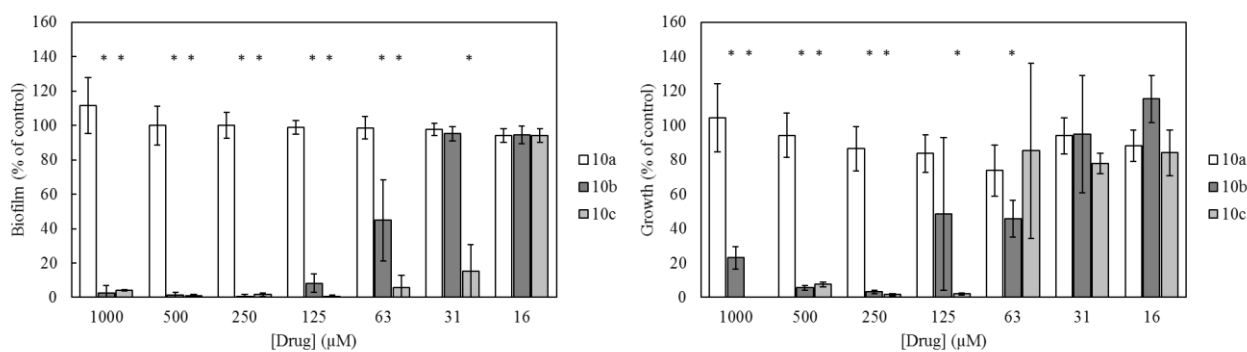 160
140
120
100
80
60
40
20
0
Biofilm (% of control)
* * * * * * * * * * *
1000 500 250 125 63 31 16
[Drug] (µM)
10a
10b
10c
160
140
120
100
80
60
40
20
0
Growth (% of control)
* * * * * * * *
1000 500 250 125 63 31 16
[Drug] (µM)
10a
10b
10c